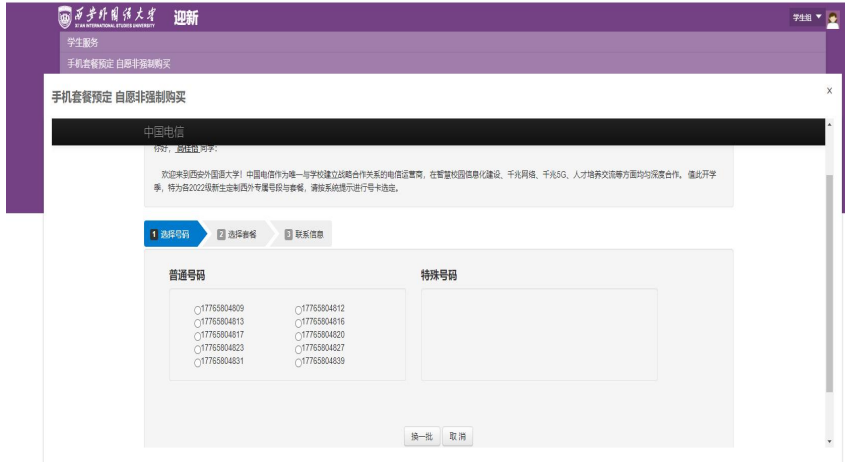 西安外国语大学 迎新
XI'AN INTERNATIONAL STUDIES UNIVERSITY
学生组
学生服务
手机套餐预定 自愿非强制购买
手机套餐预定 自愿非强制购买
X
中国电信
你好，高佳怡 同学：
欢迎来到西安外国语大学！中国电信作为唯一与学校建立战略合作关系的电信运营商，在智慧校园信息化建设、千兆网络、千兆5G、人才培养交流等方面均匀深度合作。 值此开学
季，特为各2022级新生定制西外专属号段与套餐，请按系统提示进行号卡选定。
1 选择号码 2 选择套餐 3 联系信息
普通号码 特殊号码
17765804809 17765804812
17765804813 17765804816
17765804817 17765804820
17765804823 17765804827
17765804831 17765804839
换一批 取消